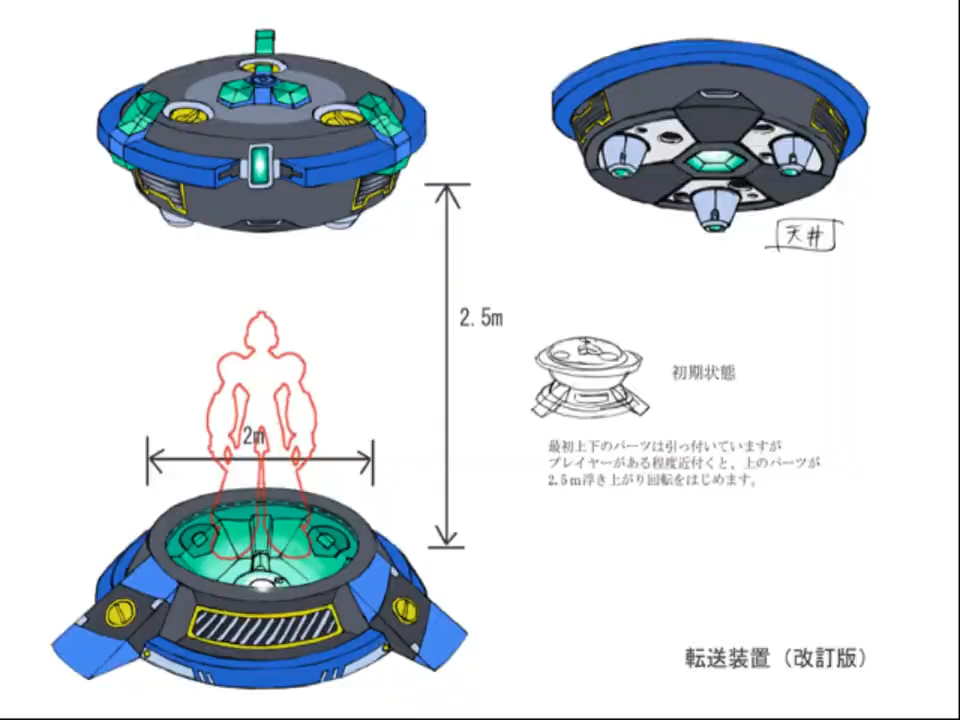 天井
2.5m
初期状態
2m
最初上下のパーツは引っ付いていますが
プレイヤーがある程度近付くと、上のパーツが
2.5m浮き上がり回転をはじめます。
転送装置（改訂版）